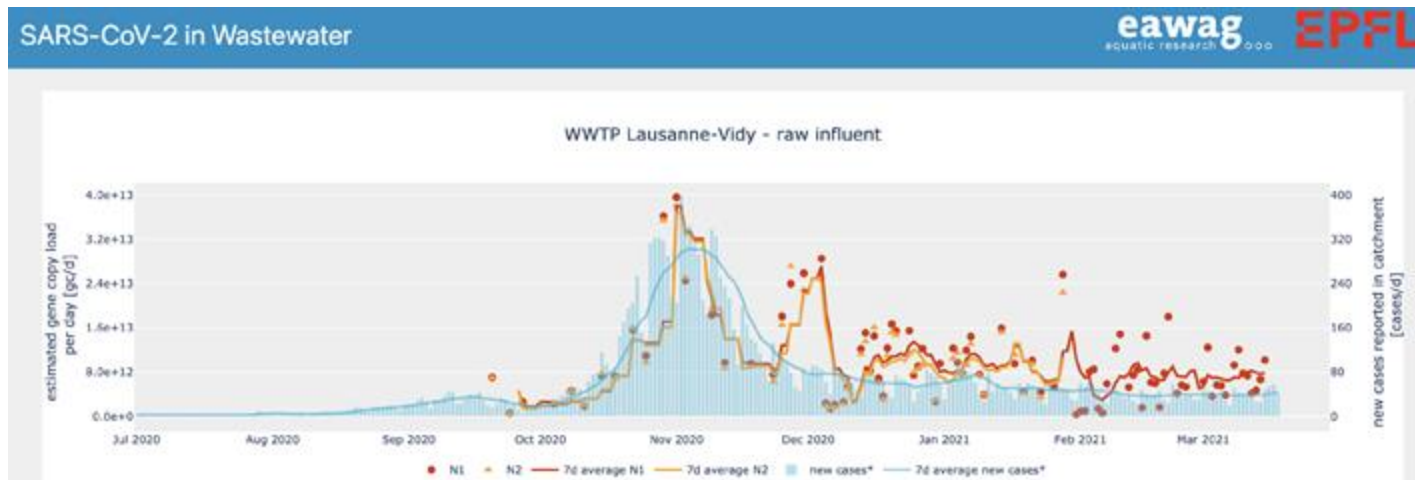 SARS-CoV-2 in Wastewater
eawag
aquatic research
EPFL
WWTP Lausanne-Vidy - raw influent
estimated gene copy load
per day [gc/d]
4.0e+13
3.2e+13
2.4e+13
1.6e+13
8.0e+12
0.0e+0
400
320
240
160
80
0
new cases reported in catchment
[cases/d]
Jul 2020 Aug 2020 Sep 2020 Oct 2020 Nov 2020 Dec 2020 Jan 2021 Feb 2021 Mar 2021
N1 N2 7d average N1 7d average N2 new cases* 7d average new cases*